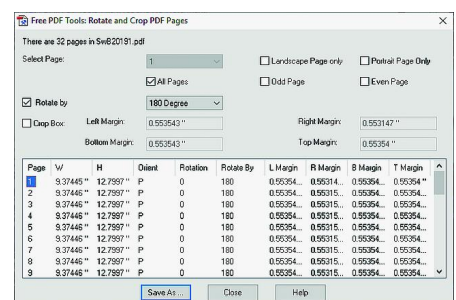 Free PDF Tools: Rotate and Crop PDF Pages
There are 32 pages in SwB20191.pdf
Select Page: 1 Landscape Page only Portrait Page Only
All Pages Odd Page Even Page
Rotate by 180 Degree
Crop Box: Left Margin: 0.553543 " Right Margin: 0.553147 "
Bottom Margin: 0.553543 " Top Margin: 0.55354 "
Page W H Orient Rotation Rotate By L Margin R Margin B Margin T Margin
1 9.37445 " 12.7997 " P 0 180 0.55354... 0.55314... 0.55354... 0.55354 "
2 9.37446 " 12.7997 " P 0 180 0.55354... 0.55315... 0.55354... 0.55354...
3 9.37446 " 12.7997 " P 0 180 0.55354... 0.55315... 0.55354... 0.55354...
4 9.37446 " 12.7997 " P 0 180 0.55354... 0.55315... 0.55354... 0.55354...
5 9.37446 " 12.7997 " P 0 180 0.55354... 0.55315... 0.55354... 0.55354...
6 9.37446 " 12.7997 " P 0 180 0.55354... 0.55315... 0.55354... 0.55354...
7 9.37446 " 12.7997 " P 0 180 0.55354... 0.55315... 0.55354... 0.55354...
8 9.37446 " 12.7997 " P 0 180 0.55354... 0.55315... 0.55354... 0.55354...
9 9.37446 " 12.7997 " P 0 180 0.55354... 0.55315... 0.55354... 0.55354...
Save As ... Close Help